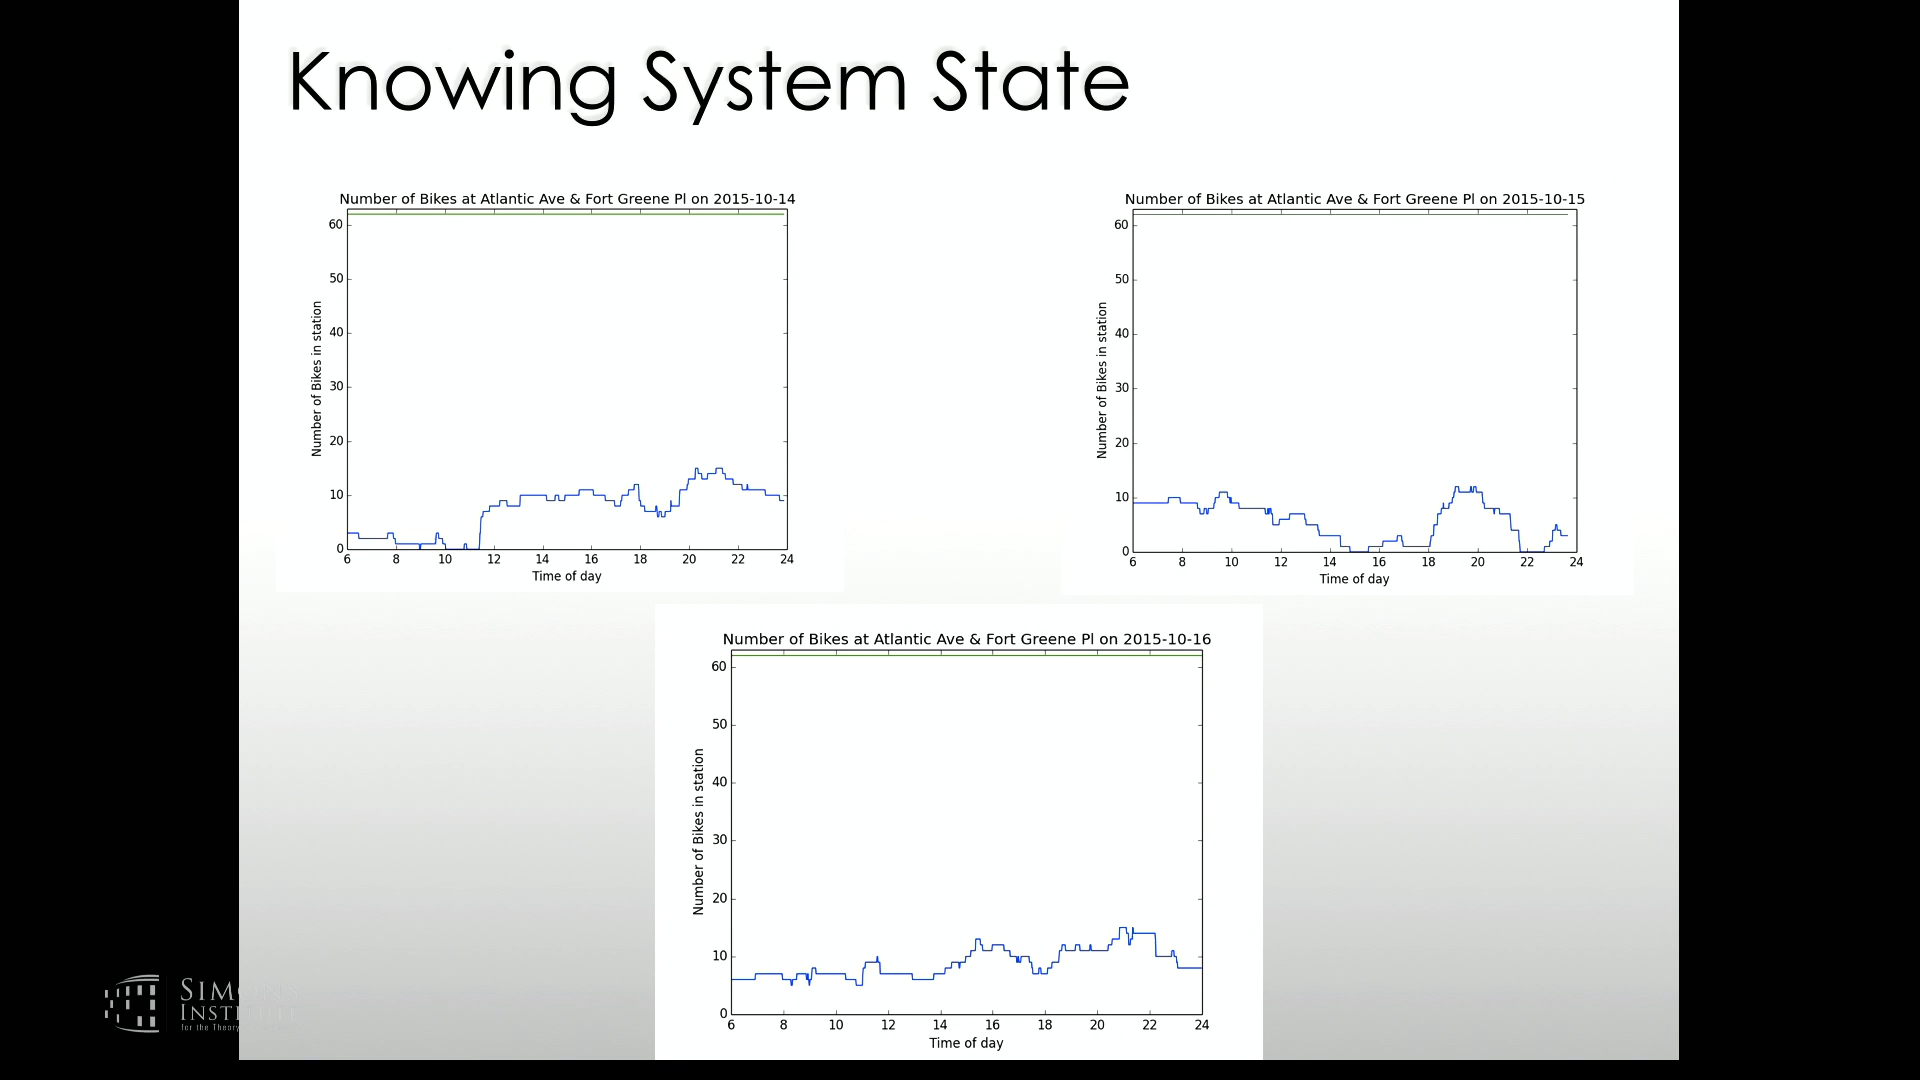 Knowing System State
Number of Bikes at Atlantic Ave & Fort Greene Pl on 2015-10-14
60
50
40
30
20
10
0
Number of Bikes in station
6 8 10 12 14 16 18 20 22 24
Time of day
Number of Bikes at Atlantic Ave & Fort Greene Pl on 2015-10-15
60
50
40
30
20
10
0
Number of Bikes in station
6 8 10 12 14 16 18 20 22 24
Time of day
Number of Bikes at Atlantic Ave & Fort Greene Pl on 2015-10-16
60
50
40
30
20
10
0
Number of Bikes in station
6 8 10 12 14 16 18 20 22 24
Time of day
for the Theory